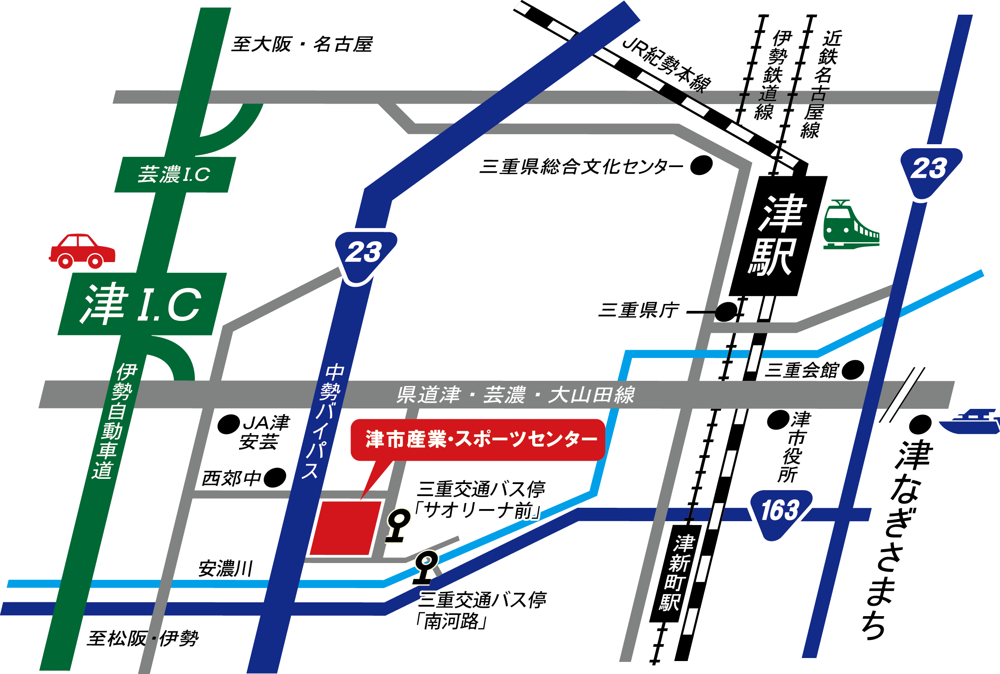 至大阪・名古屋
JR紀勢本線
伊勢鉄道線
近鉄名古屋線
芸濃I.C
三重県総合文化センター
23
23
津駅
津I.C
三重県庁
伊勢自動車道
中勢バイパス
三重会館
県道津・芸濃・大山田線
JA津
安芸
津市産業・スポーツセンター
津市役所
津なぎさまち
西郊中
三重交通バス停
「サオリーナ前」
163
津新町駅
安濃川
三重交通バス停
「南河路」
至松阪・伊勢